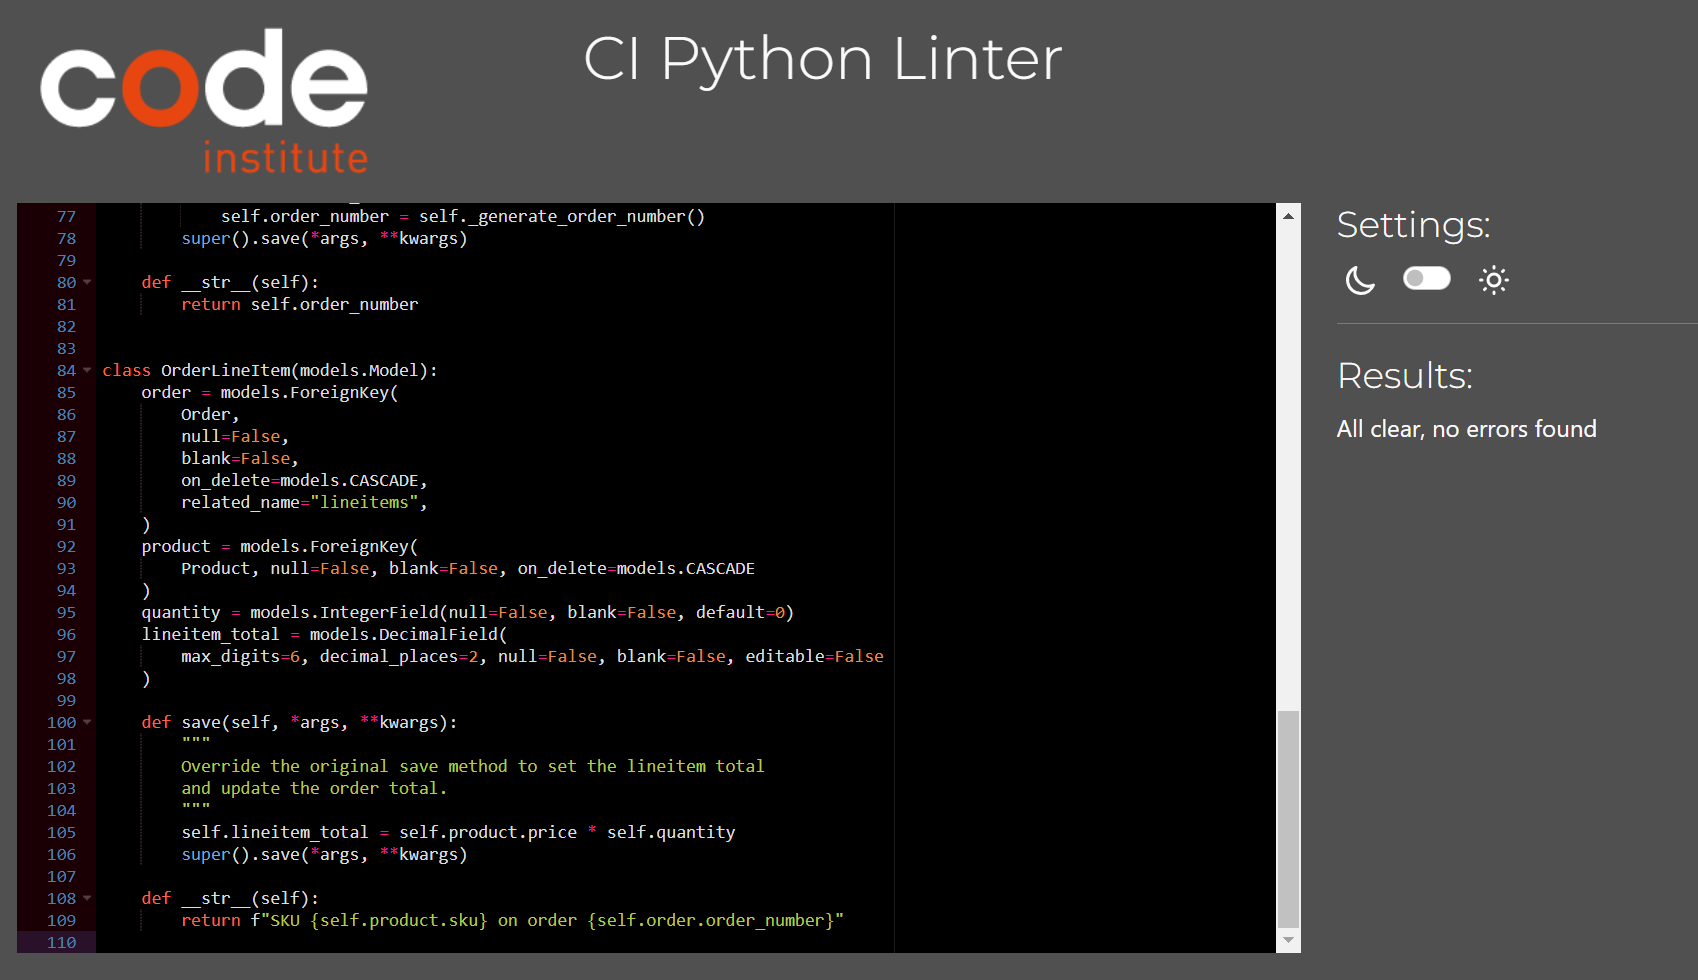 code
institute
CI Python Linter
77 self.order_number = self._generate_order_number()
78 super().save(*args, **kwargs)
79
80 def __str__(self):
81 return self.order_number
82
83
84 class OrderLineItem(models.Model):
85 order = models.ForeignKey(
86 Order,
87 null=False,
88 blank=False,
89 on_delete=models.CASCADE,
90 related_name="lineitems",
91 )
92 product = models.ForeignKey(
93 Product, null=False, blank=False, on_delete=models.CASCADE
94 )
95 quantity = models.IntegerField(null=False, blank=False, default=0)
96 lineitem_total = models.DecimalField(
97 max_digits=6, decimal_places=2, null=False, blank=False, editable=False
98 )
99
100 def save(self, *args, **kwargs):
101 """
102 Override the original save method to set the lineitem total
103 and update the order total.
104 """
105 self.lineitem_total = self.product.price * self.quantity
106 super().save(*args, **kwargs)
107
108 def __str__(self):
109 return f"SKU {self.product.sku} on order {self.order.order_number}"
110
Settings:
Results:
All clear, no errors found